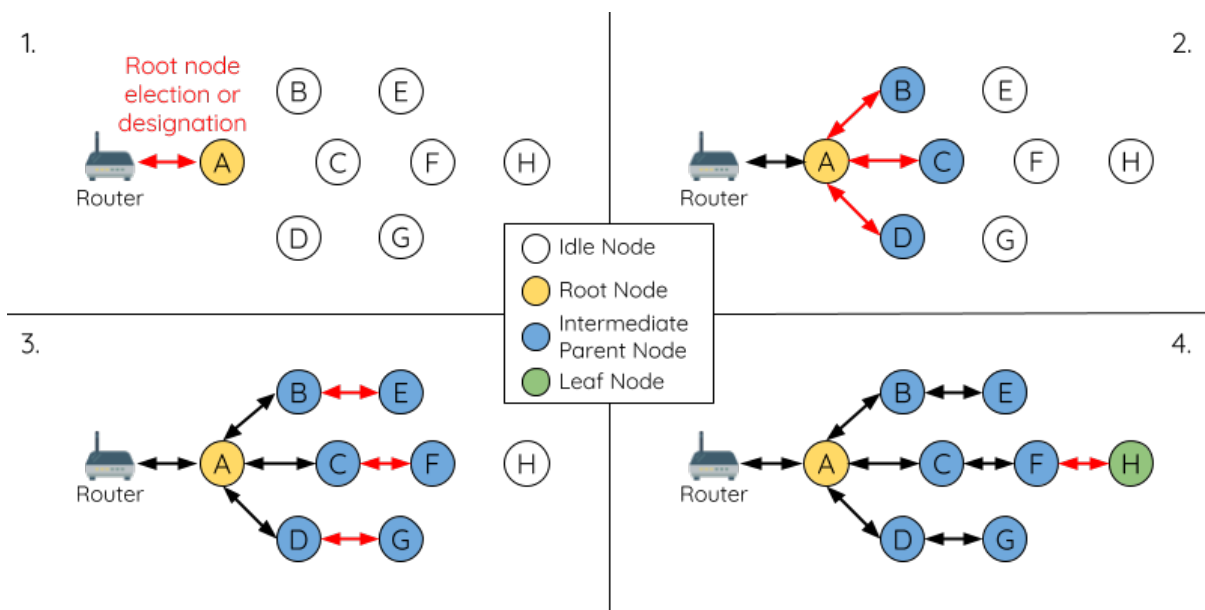 1.
Root node
election or
designation
B
E
A
C
F
H
Router
D
G
2.
B
E
A
C
F
H
Router
D
G
Idle Node
Root Node
Intermediate
Parent Node
Leaf Node
3.
B
E
A
C
F
H
Router
D
G
4.
B
E
A
C
F
H
Router
D
G